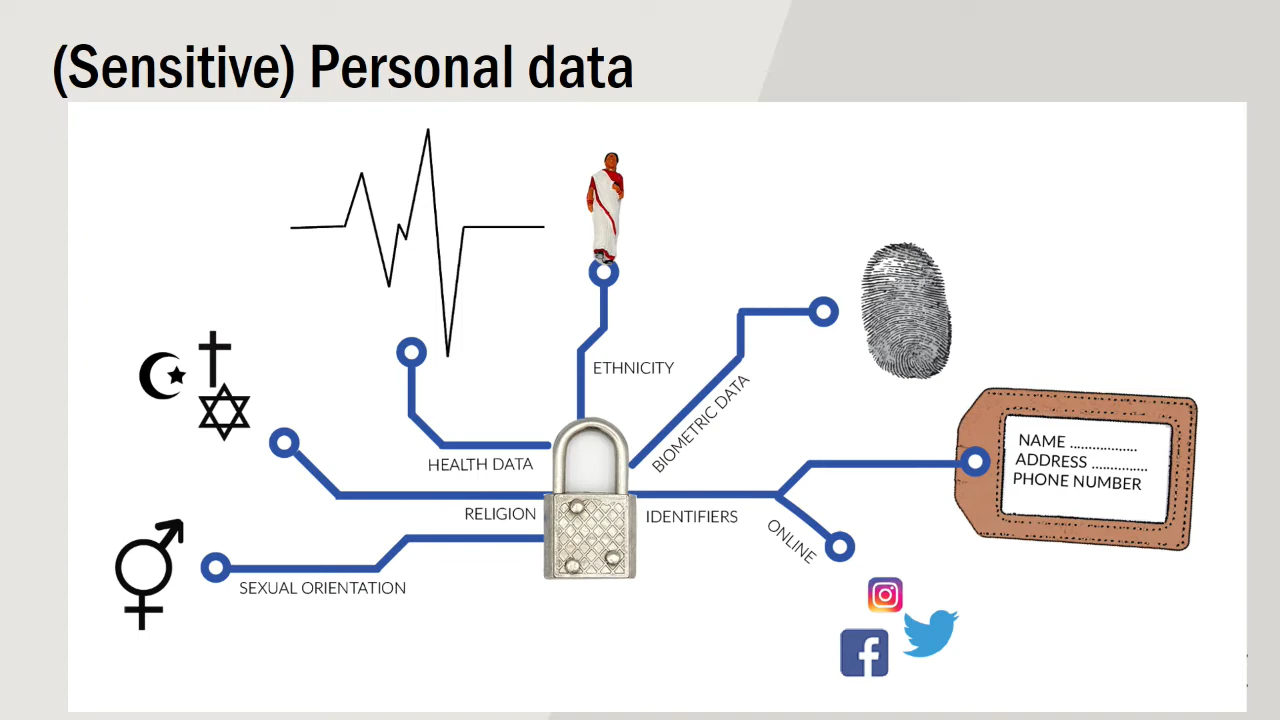 (Sensitive) Personal data
ETHNICITY
BIOMETRIC DATA
HEALTH DATA
RELIGION
SEXUAL ORIENTATION
IDENTIFIERS
ONLINE
NAME ..................
ADDRESS ...............
PHONE NUMBER